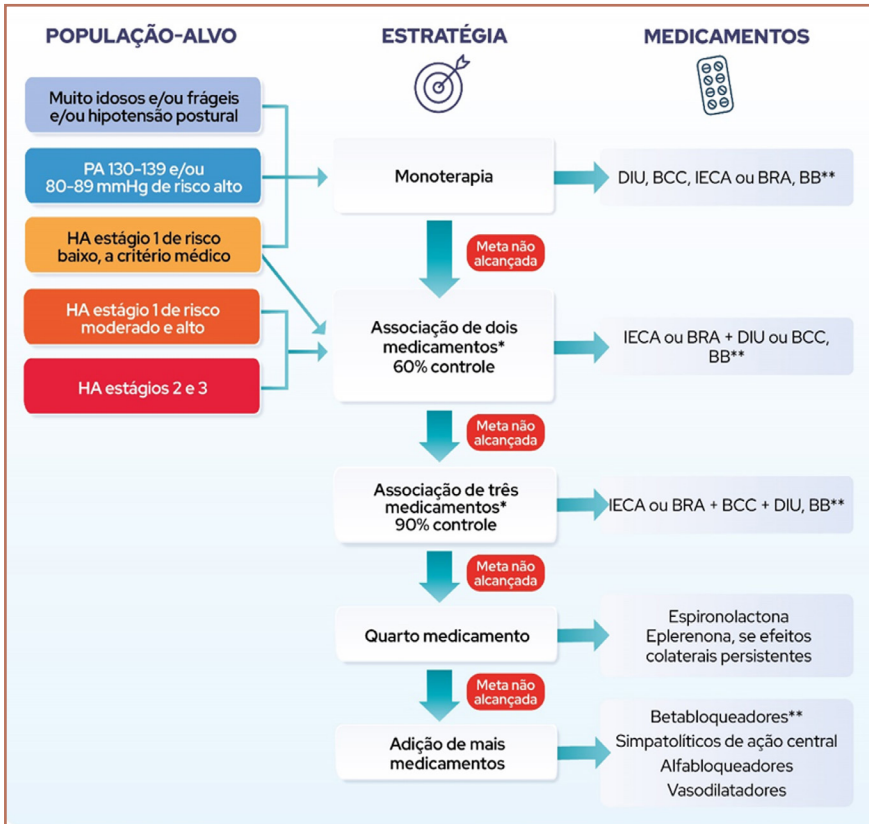 POPULAÇÃO-ALVO
ESTRATÉGIA
MEDICAMENTOS
Muito idosos e/ou frágeis
e/ou hipotensão postural
PA 130-139 e/ou
80-89 mmHg de risco alto
HA estágio 1 de risco
baixo, a critério médico
HA estágio 1 de risco
moderado e alto
HA estágios 2 e 3
Monoterapia
DIU, BCC, IECA ou BRA, BB**
Meta não
alcançada
Associação de dois
medicamentos*
60% controle
IECA ou BRA + DIU ou BCC,
BB**
Meta não
alcançada
Associação de três
medicamentos*
90% controle
IECA ou BRA + BCC + DIU, BB**
Meta não
alcançada
Quarto medicamento
Espironolactona
Eplerenona, se efeitos
colaterais persistentes
Meta não
alcançada
Adição de mais
medicamentos
Betabloqueadores**
Simpatolíticos de ação central
Alfabloqueadores
Vasodilatadores